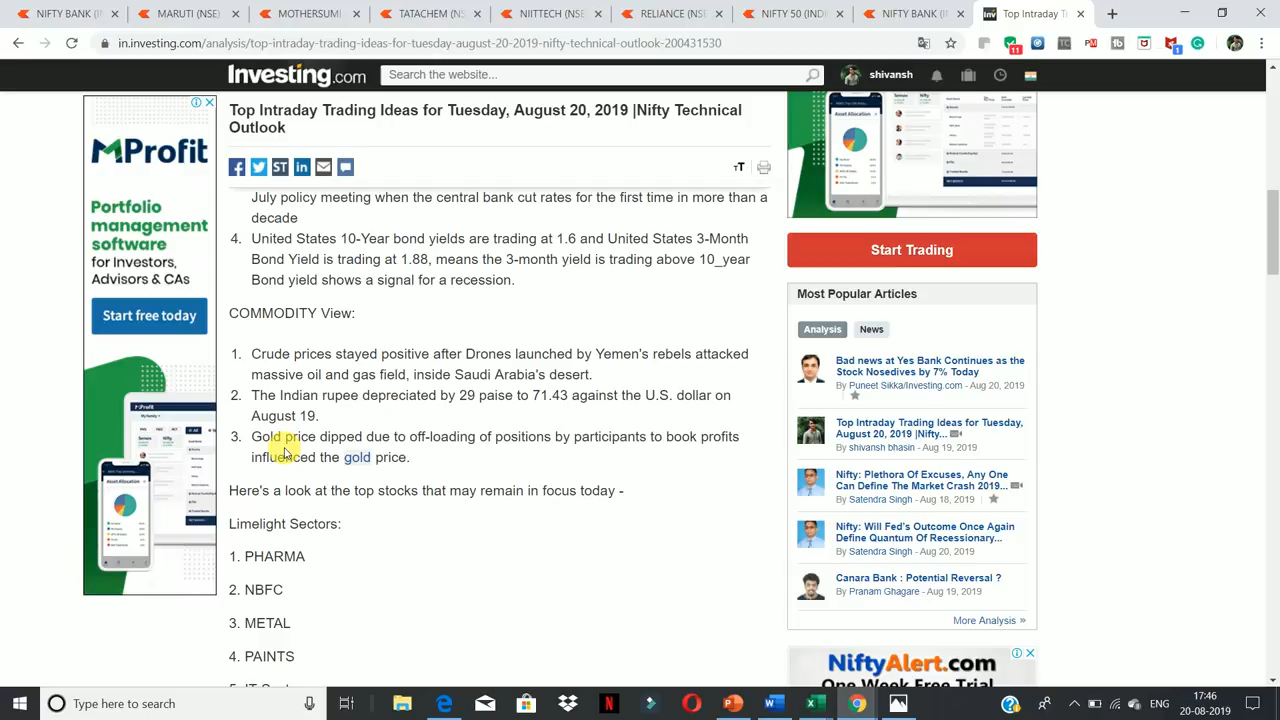 NIFTY BANK (IN
MARUTI (NSE
TATACHEM (
NIITTECH (NS
RELIANCE (NS
NIFTY 50 (IND
NIFTY BANK (I
Inv
Top Intraday Tr
in.investing.com/analysis/top-intraday-trading-ideas-for-tuesday-august-20-2019-nifty-technical-outlook-200431530
11
1
Investing.com
Search the website...
shivansh
Top Intraday Trading Ideas for Tuesday, August 20, 2019 |Nifty Technical
Outlook
T
MProfit
Portfolio
management
software
for Investors,
Advisors & CAs
Start free today
July policy meeting when the central bank cut rates for the first time in more than a
decade
4. United States 10-Year bond yields are trading at 1.6 and United States 3-Month
Bond Yield is trading at 1.88, means the 3-month yield is trading above 10_year
Bond yield shows a signal for a recession.
COMMODITY View:
1. Crude prices stayed positive after Drones launched by Yemen's rebels attacked
massive oil and gas field, inside Saudi Arabia's desert.
2. The Indian rupee depreciated by 29 paise to 71.43 against the U.S. dollar on
August 19.
3. Gold price dipped due to off-loading of positions by participants to book profits
influenced the gold price.
Here's a look at the top stocks that may remain in focus today :
Limelight Sectors:
1. PHARMA
2. NBFC
3. METAL
4. PAINTS
Start Trading
Most Popular Articles
Analysis
News
Bad news at Yes Bank Continues as the
Stock Nosedives by 7% Today
By Puneet Sikka/Investing.com - Aug 20, 2019
Top Intraday Trading Ideas for Tuesday,
August 20, 2019 |Nifty...
By shivansh bhasin - Aug 19, 2019
Nifty: Plethora Of Excuses, Any One
Can Define The Market Crash 2019...
By Satendra Singh - Aug 18, 2019
Nifty: Will Fed's Outcome Once Again
Define Quantum Of Recessionary...
By Satendra Singh - Aug 20, 2019
Canara Bank : Potential Reversal ?
By Pranam Ghagare - Aug 19, 2019
More Analysis »
NiftyAlert.com
One Week Free Trial
Type here to search
ENG
17:46
20-08-2019